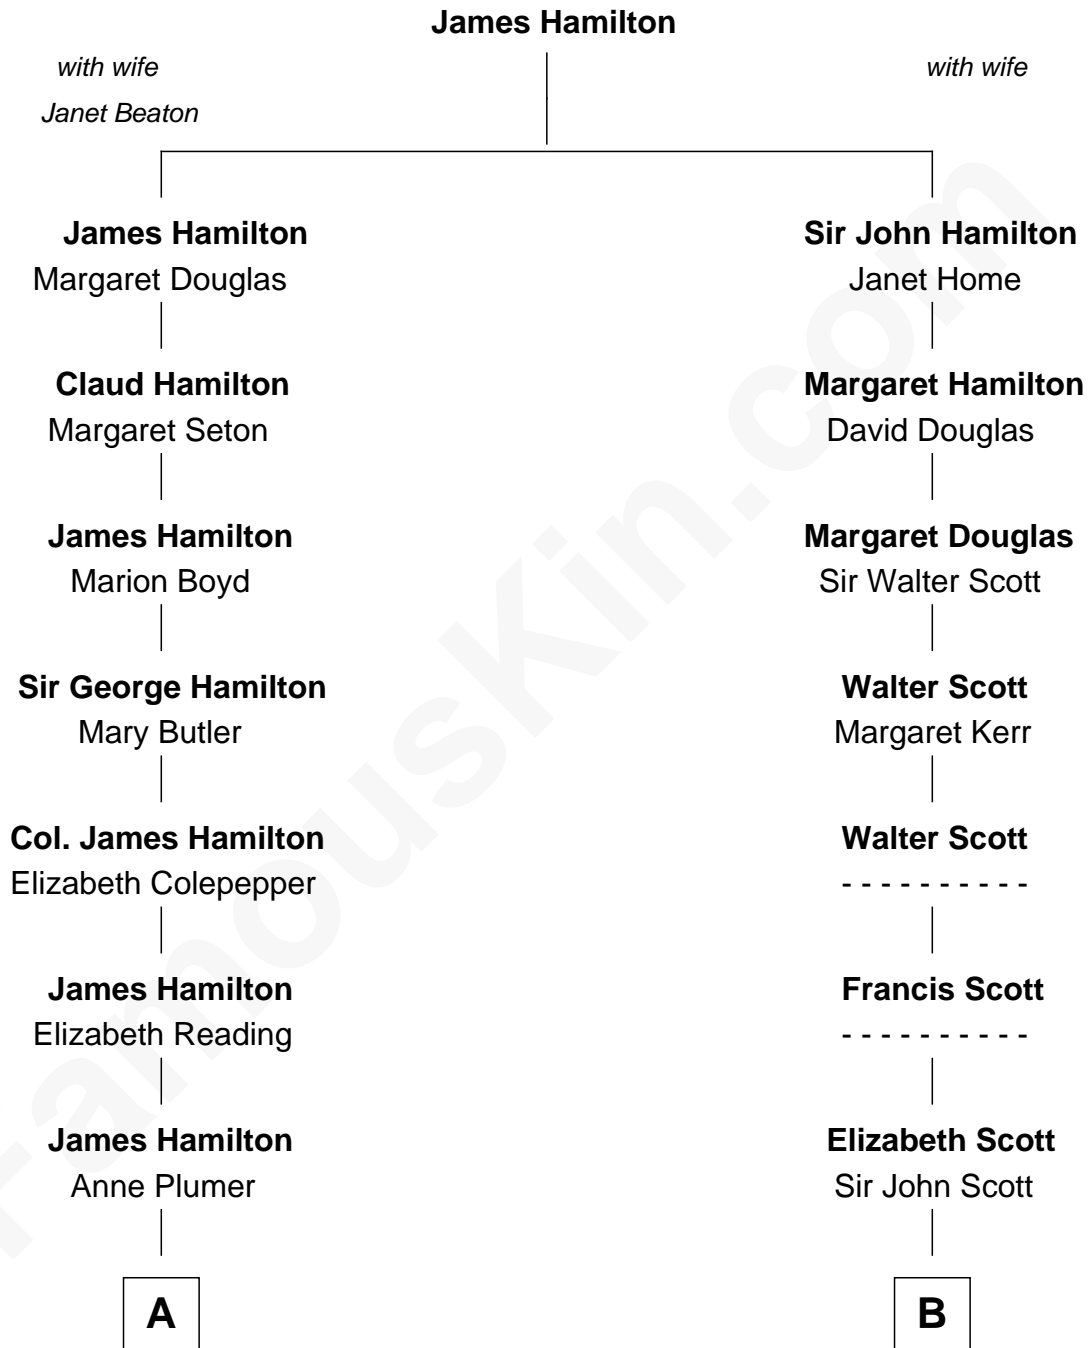 James Hamilton
with wife
Janet Beaton
with wife
James Hamilton
Margaret Douglas
Sir John Hamilton
Janet Home
Claud Hamilton
Margaret Seton
Margaret Hamilton
David Douglas
James Hamilton
Marion Boyd
Margaret Douglas
Sir Walter Scott
Sir George Hamilton
Mary Butler
Walter Scott
Margaret Kerr
Col. James Hamilton
Elizabeth Colepepper
Walter Scott
- - - - - - - - - -
James Hamilton
Elizabeth Reading
Francis Scott
- - - - - - - - - -
James Hamilton
Anne Plumer
Elizabeth Scott
Sir John Scott
A
B
FamousKin.com